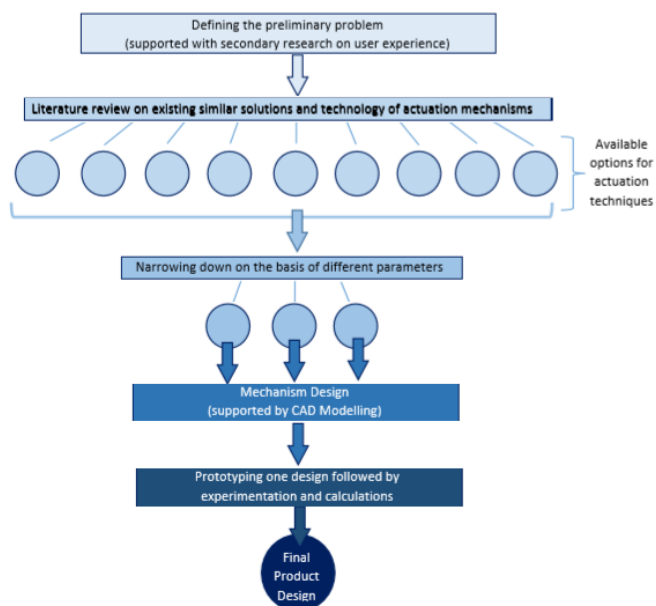 Defining the preliminary problem
(supported with secondary research on user experience)
Literature review on existing similar solutions and technology of actuation mechanisms
Available
options for
actuation
techniques
Narrowing down on the basis of different parameters
Mechanism Design
(supported by CAD Modelling)
Prototyping one design followed by
experimentation and calculations
Final
Product
Design